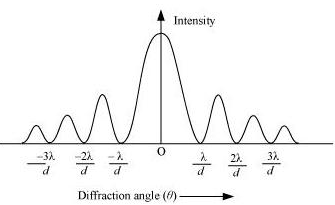 Intensity
O
−3λ/d −2λ/d −λ/d λ/d 2λ/d 3λ/d
Diffraction angle (θ)